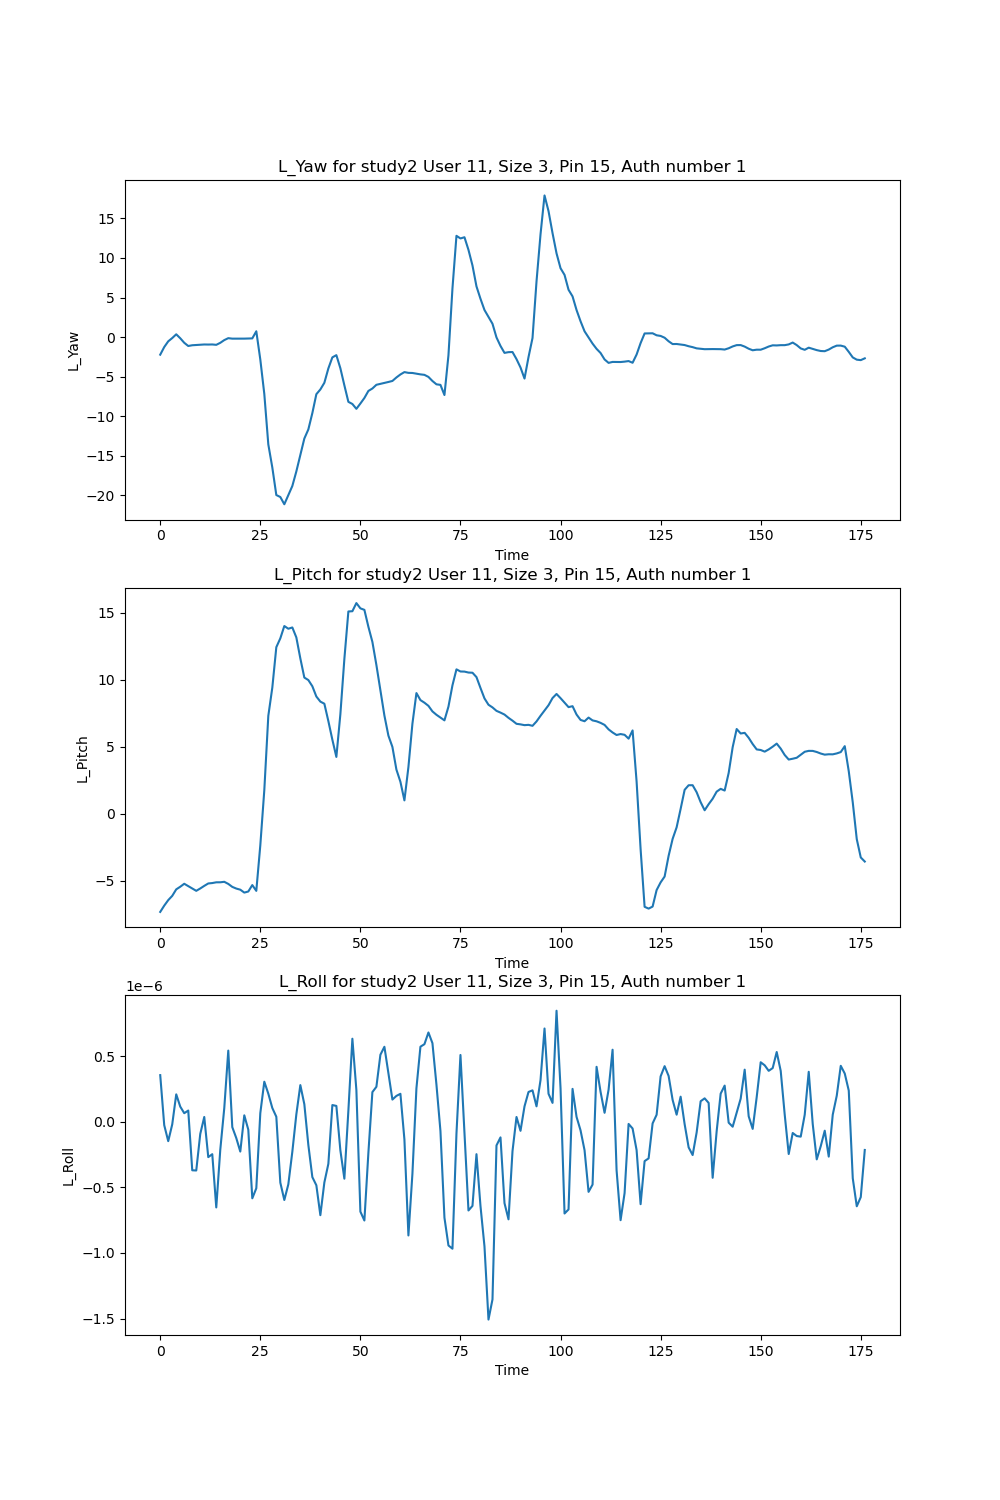 L_Yaw for study2 User 11, Size 3, Pin 15, Auth number 1
15
10
5
0
−5
−10
−15
−20
L_Yaw
0 25 50 75 100 125 150 175
Time
L_Pitch for study2 User 11, Size 3, Pin 15, Auth number 1
15
10
5
0
−5
L_Pitch
0 25 50 75 100 125 150 175
Time
L_Roll for study2 User 11, Size 3, Pin 15, Auth number 1
1e−6
0.5
0.0
−0.5
−1.0
−1.5
L_Roll
0 25 50 75 100 125 150 175
Time